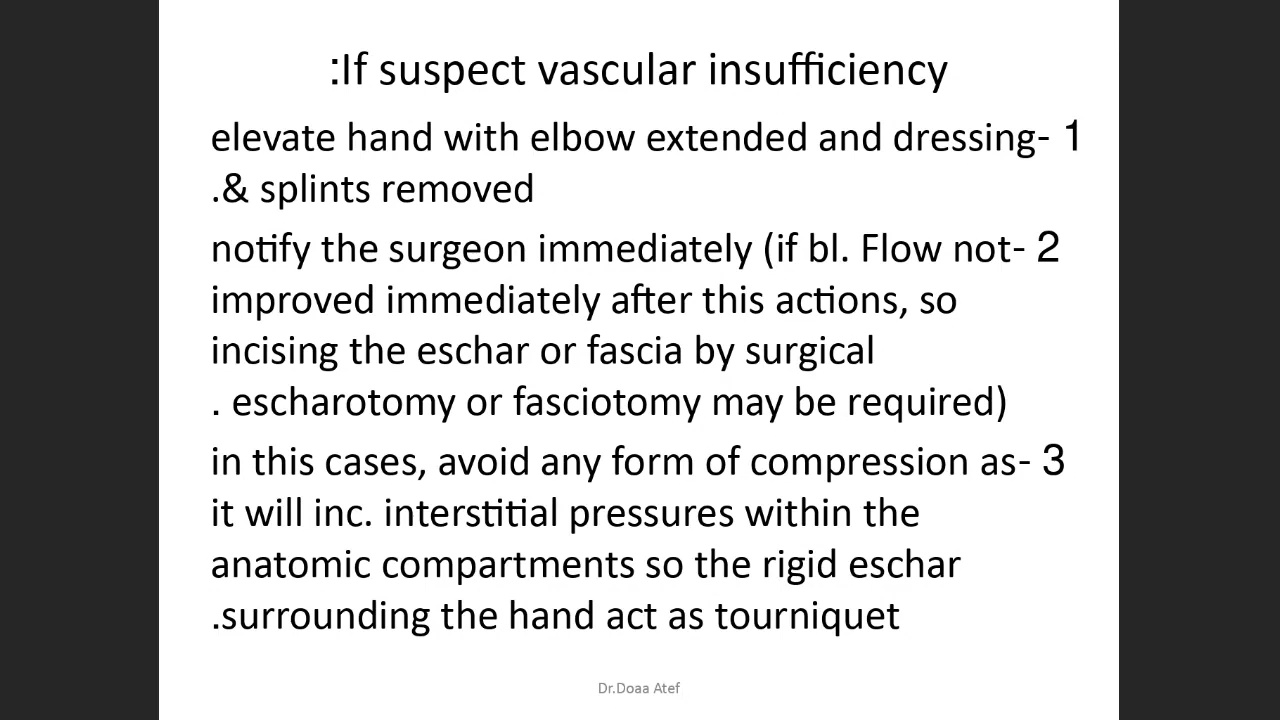 :If suspect vascular insufficiency
elevate hand with elbow extended and dressing- 1
.& splints removed
notify the surgeon immediately (if bl. Flow not- 2
improved immediately after this actions, so
incising the eschar or fascia by surgical
. escharotomy or fasciotomy may be required)
in this cases, avoid any form of compression as- 3
it will inc. interstitial pressures within the
anatomic compartments so the rigid eschar
.surrounding the hand act as tourniquet
Dr.Doaa Atef